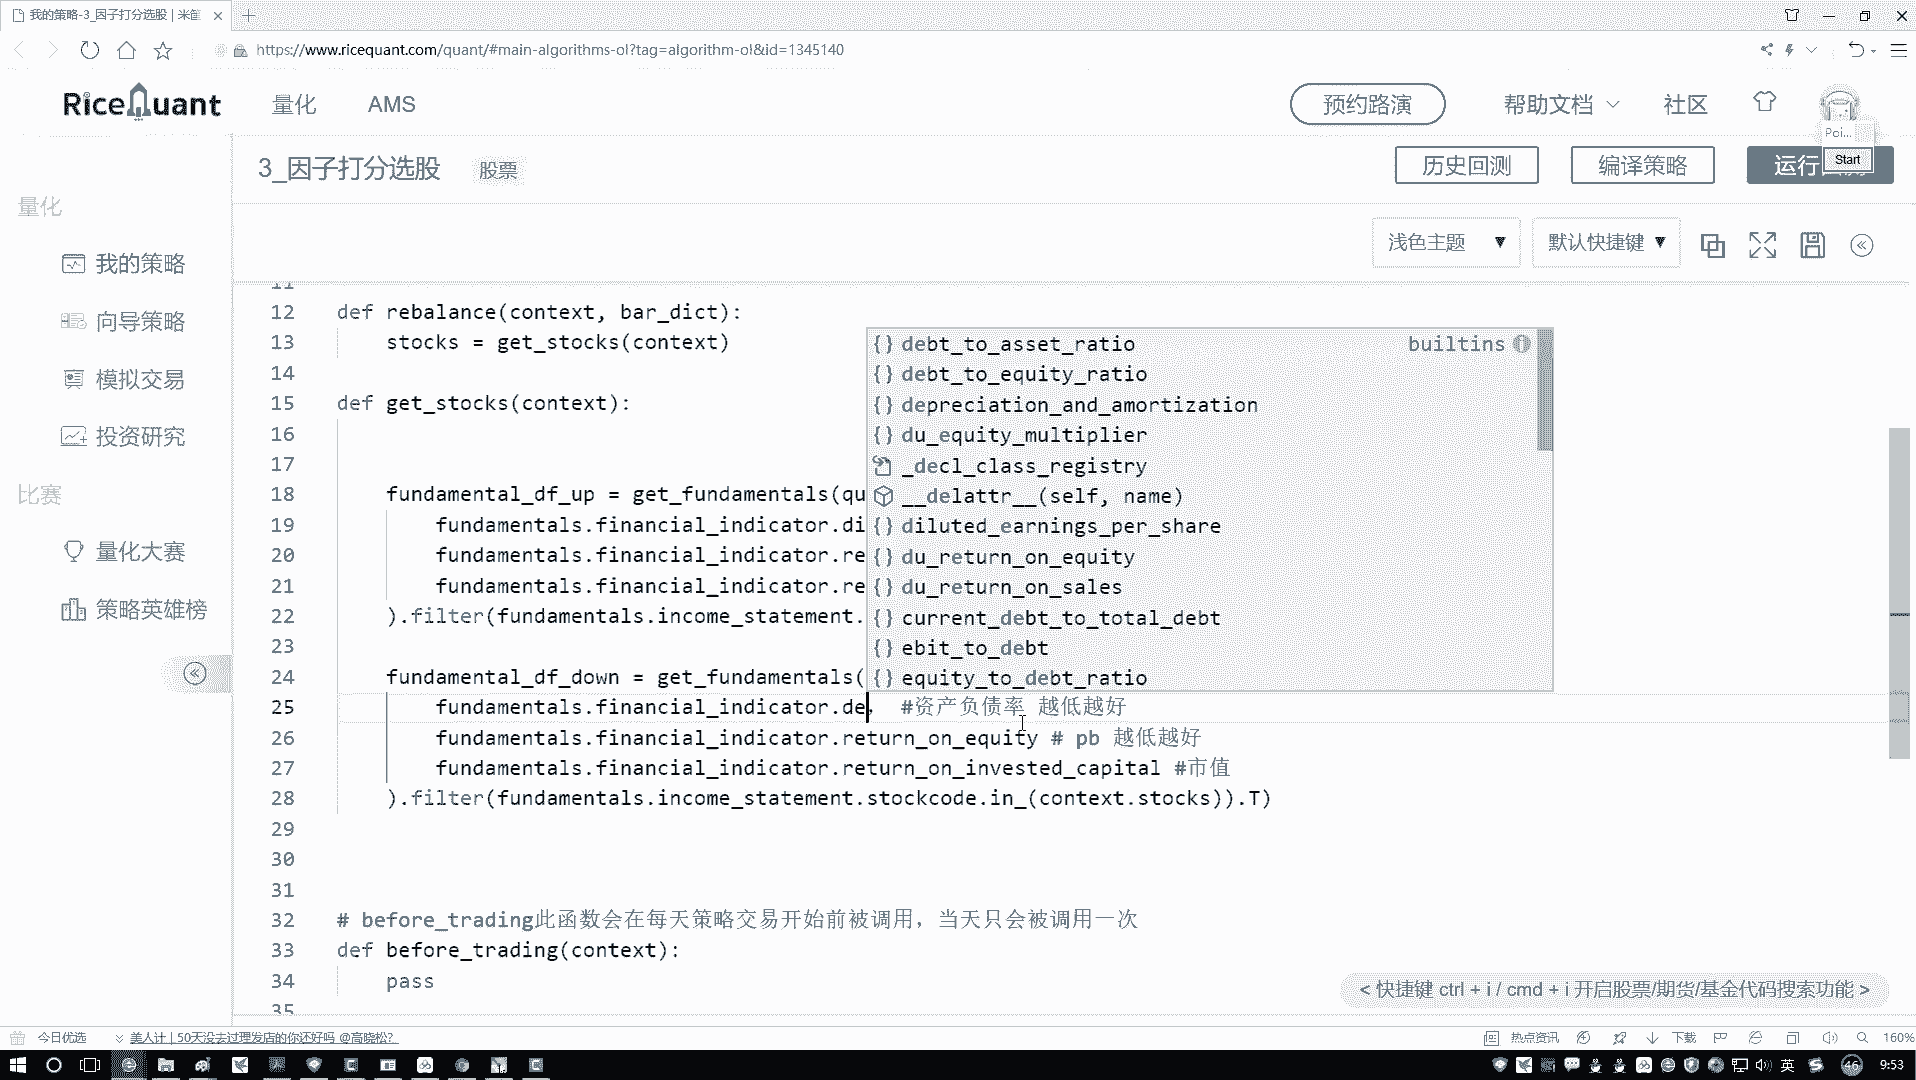 我的策略-3_因子打分选股 | 米筐
https://www.ricequant.com/quant/#main-algorithms-ol?tag=algorithm-ol&id=1345140
RiceQuant 量化 AMS 预约路演 帮助文档 社区
Poi...
3_因子打分选股 股票 历史回测 编译策略 运行 Start
量化
浅色主题 ▼ 默认快捷键 ▼
我的策略
向导策略
模拟交易
投资研究
比赛
量化大赛
策略英雄榜
11
12 def rebalance(context, bar_dict):
13 stocks = get_stocks(context)
14
15 def get_stocks(context):
16
17
18 fundamental_df_up = get_fundamentals(qu
19 fundamentals.financial_indicator.di
20 fundamentals.financial_indicator.re
21 fundamentals.financial_indicator.re
22 ).filter(fundamentals.income_statement.
23
24 fundamental_df_down = get_fundamentals(
25 fundamentals.financial_indicator.de, #资产负债率 越低越好
26 fundamentals.financial_indicator.return_on_equity # pb 越低越好
27 fundamentals.financial_indicator.return_on_invested_capital #市值
28 ).filter(fundamentals.income_statement.stockcode.in_(context.stocks)).T)
29
30
31
32 # before_trading此函数会在每天策略交易开始前被调用，当天只会被调用一次
33 def before_trading(context):
34 pass
35
{} debt_to_asset_ratio builtins
{} debt_to_equity_ratio
{} depreciation_and_amortization
{} du_equity_multiplier
_decl_class_registry
__delattr__(self, name)
{} diluted_earnings_per_share
{} du_return_on_equity
{} du_return_on_sales
{} current_debt_to_total_debt
{} ebit_to_debt
{} equity_to_debt_ratio
< 快捷键 ctrl + i / cmd + i 开启股票/期货/基金代码搜索功能 >
今日优选 美人计 | 50天没去过理发店的你还好吗 @高晓松? 热点资讯 下载 160%
英 46 9:53